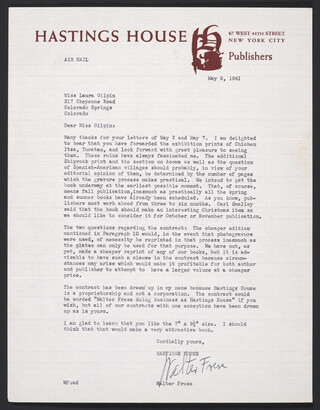 HASTINGS HOUSE
67 WEST 44TH STREET
NEW YORK CITY
Publishers
AIR MAIL
May 9, 1941
Miss Laura Gilpin
317 Cheyenne Road
Colorado Springs
Colorado
Dear Miss Gilpin:
Many thanks for your letters of May 2 and May 7. I am delighted
to hear that you have forwarded the exhibition prints of Chichen
Itza, Yucatan, and look forward with great pleasure to seeing
them. These ruins have always fascinated me. The additional
Shiprock print and the section on Acoma as well as the question
of Spanish-American villages should probably, in view of your
editorial opinion of them, be determined by the number of pages
which the gravure process makes practical. We intend to get the
book underway at the earliest possible moment. That, of course,
means fall publication, inasmuch as practically all the spring
and summer books have already been scheduled. As you know, pub-
lishers must work ahead from three to six months. Carl Smalley
said that the book should make an interesting Christmas item so
we should like to consider it for October or November publication.
The two questions regarding the contract: The cheaper edition
mentioned in Paragraph 10 would, in the event that photogravure
were used, of necessity be reprinted in that process inasmuch as
the plates can only be used for that purpose. We have not, as
yet, made a cheaper reprint of any of our books, but it is ad-
visable to have such a clause in the contract because circum-
stances may arise which would make it profitable for both author
and publisher to attempt to have a larger volume at a cheaper
price.
The contract has been drawn up in my name because Hastings House
is a proprietorship and not a corporation. The contract could
be worded "Walter Frese doing business as Hastings House" if you
wish, but all of our contracts with one exception have been drawn
up as is yours.
I am glad to learn that you like the 7" x 9½" size. I should
think that that would make a very attractive book.
Cordially yours,
HASTINGS HOUSE
Walter Frese
Walter Frese